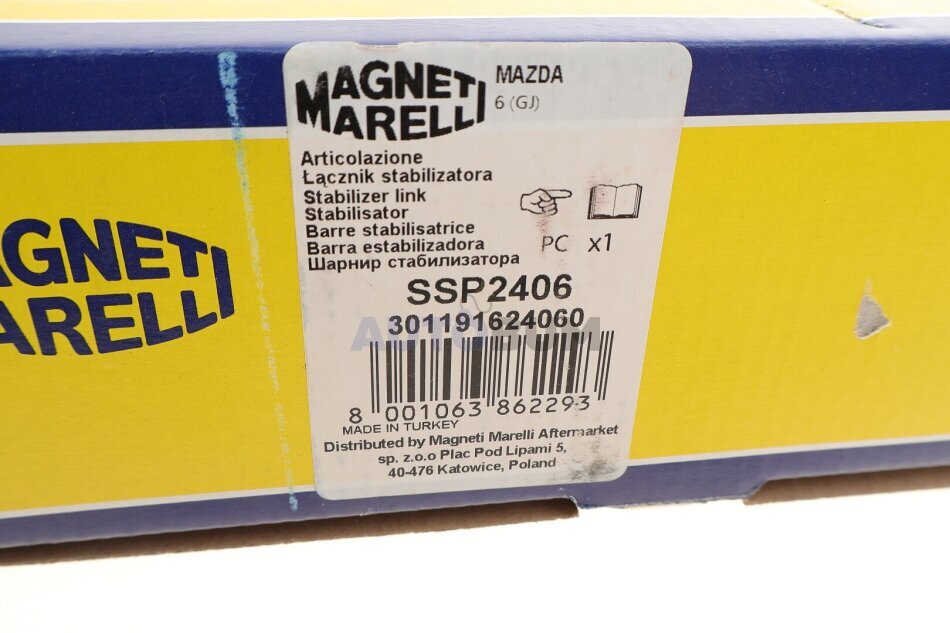 MAGNETI
MARELLI
MAZDA
6 (GJ)
Articolazione
Łącznik stabilizatora
Stabilizer link
Stabilisator
Barre stabilisatrice
Barra estabilizadora
Шарнир стабилизатора
PC x1
SSP2406
301191624060
8 001063 862293
MADE IN TURKEY
Distributed by Magneti Marelli Aftermarket
sp. z.o.o Plac Pod Lipami 5,
40-476 Katowice, Poland
AGNETI
ARELLI